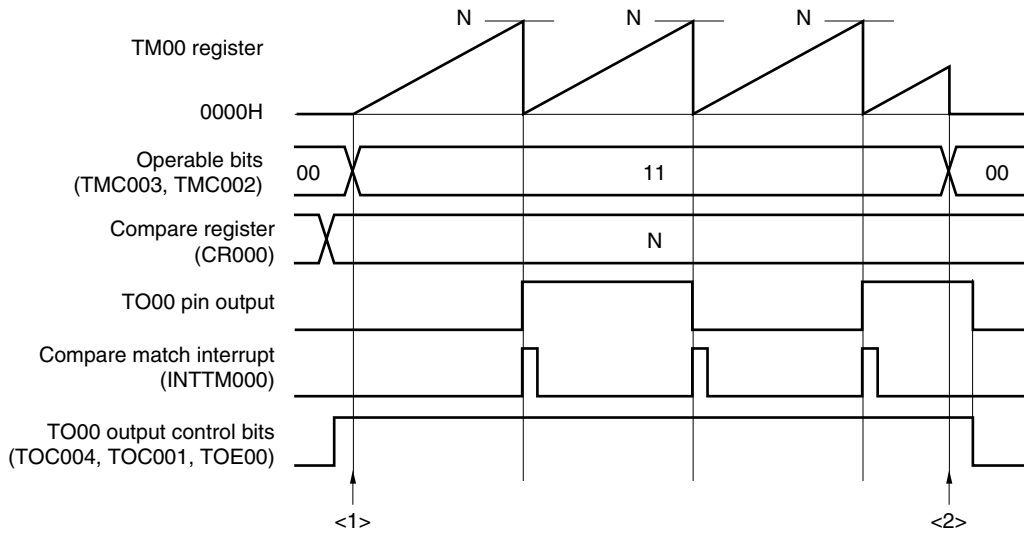 N N N
TM00 register
0000H
Operable bits
(TMC003, TMC002)
00 11 00
Compare register
(CR000)
N
TO00 pin output
Compare match interrupt
(INTTM000)
TO00 output control bits
(TOC004, TOC001, TOE00)
<1> <2>